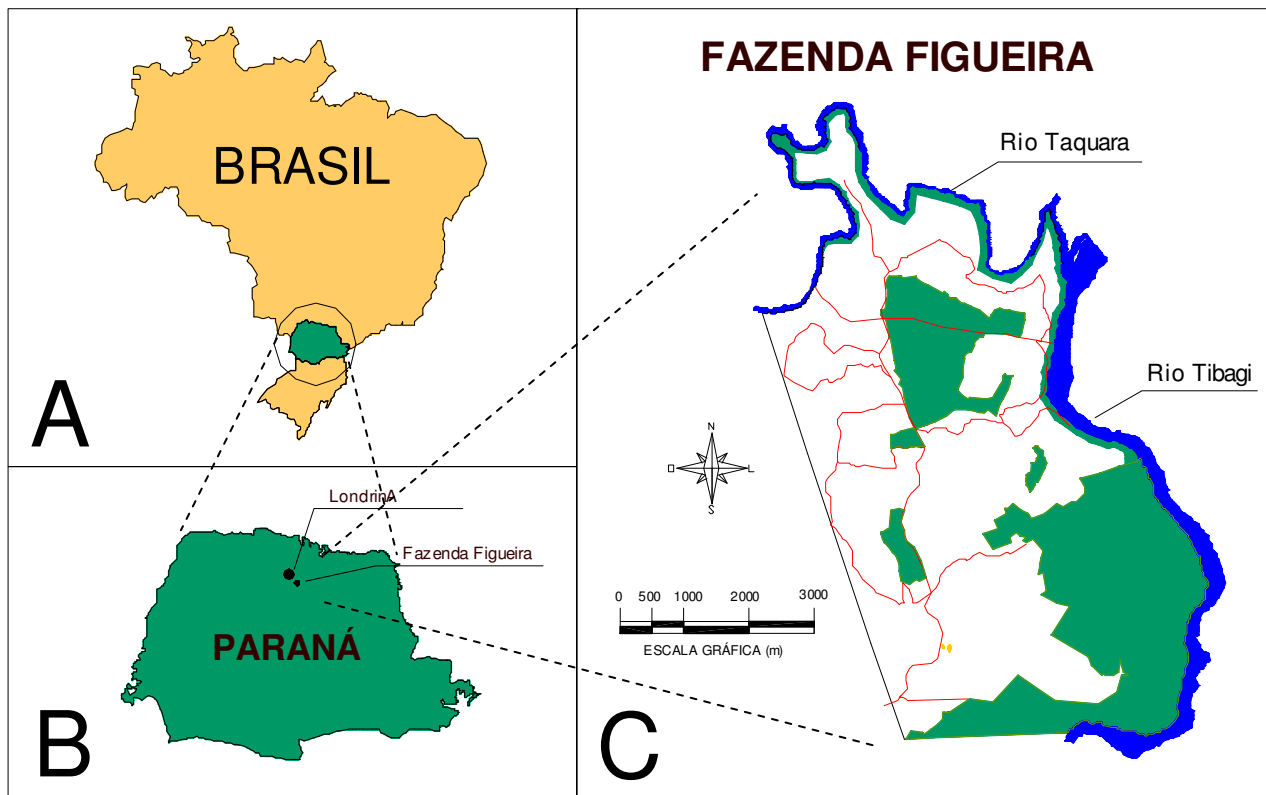 BRASIL
A
LondrinA
Fazenda Figueira
PARANÁ
B
FAZENDA FIGUEIRA
Rio Taquara
Rio Tibagi
N
O L
S
0 500 1000 2000 3000
ESCALA GRÁFICA (m)
C